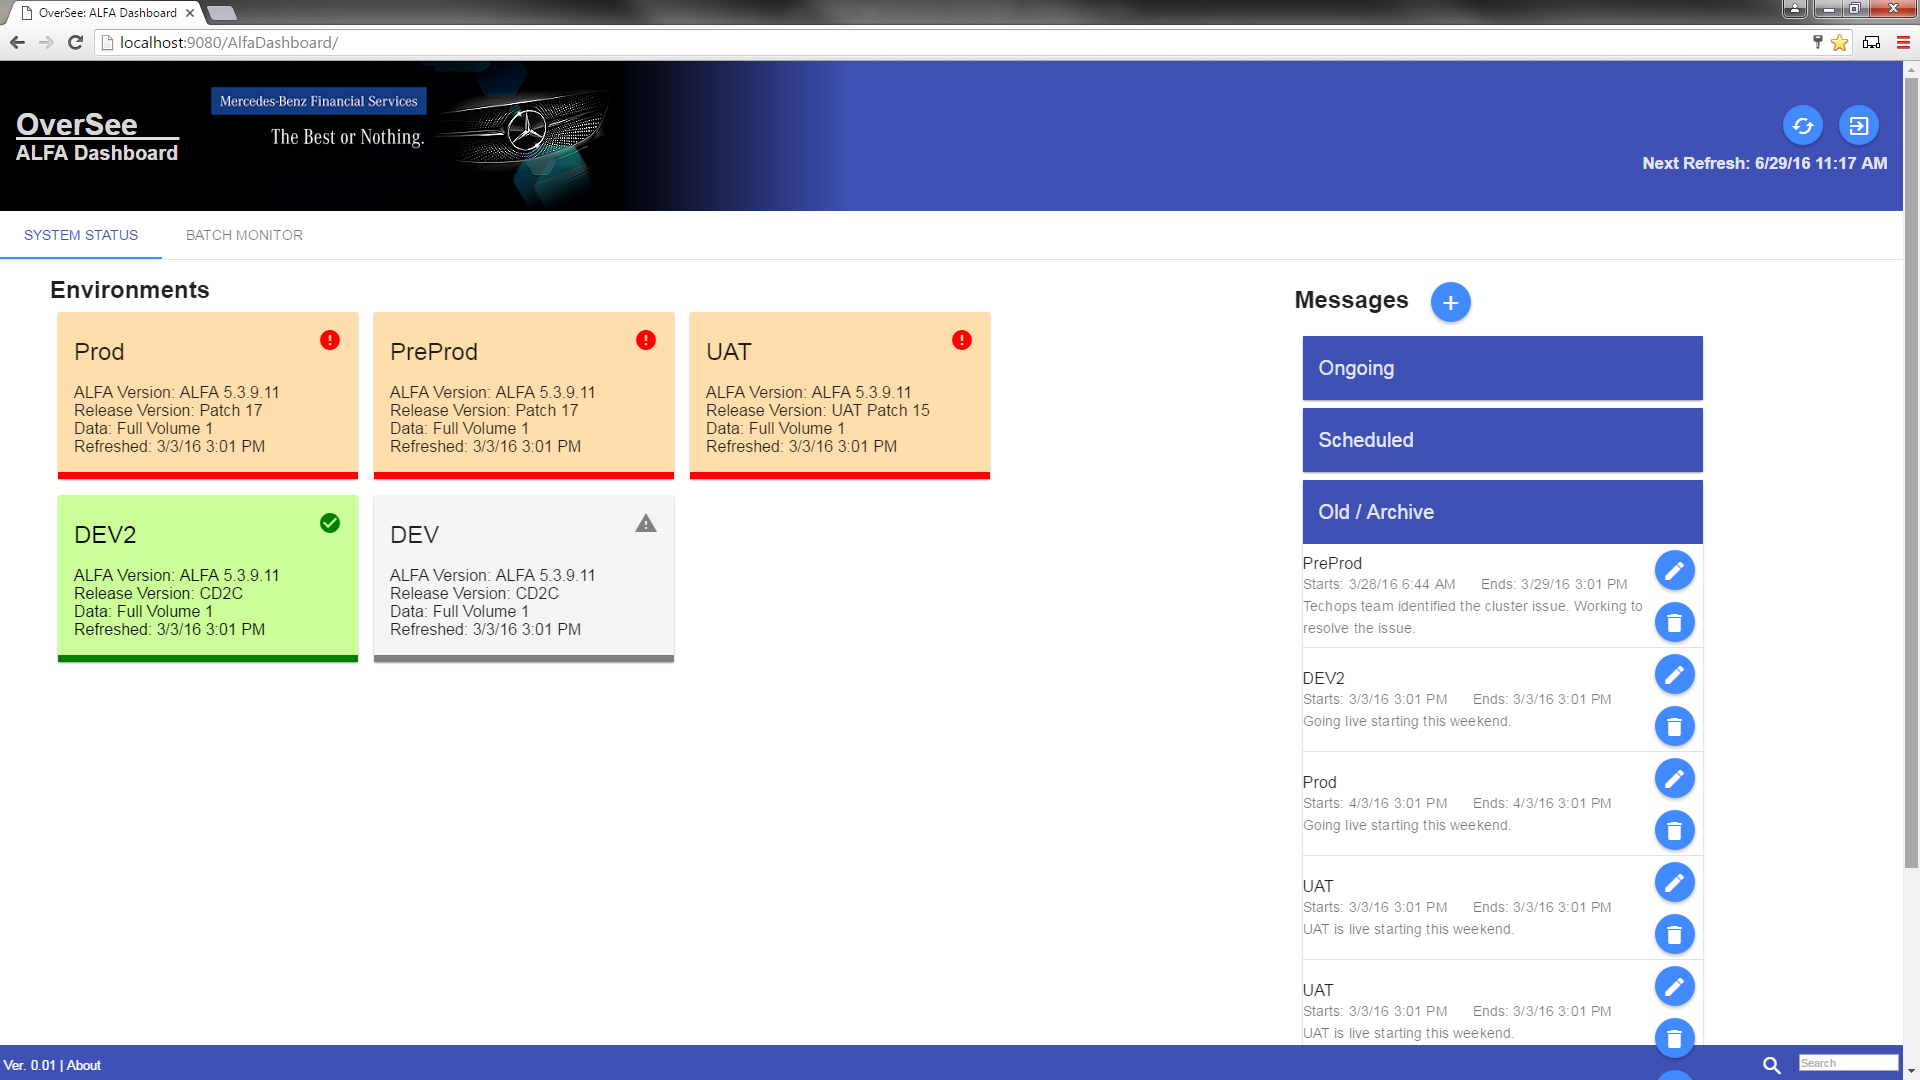 OverSee: ALFA Dashboard
localhost:9080/AlfaDashboard/
OverSee
ALFA Dashboard
Mercedes-Benz Financial Services
The Best or Nothing.
Next Refresh: 6/29/16 11:17 AM
SYSTEM STATUS
BATCH MONITOR
Environments
Prod
ALFA Version: ALFA 5.3.9.11
Release Version: Patch 17
Data: Full Volume 1
Refreshed: 3/3/16 3:01 PM
PreProd
ALFA Version: ALFA 5.3.9.11
Release Version: Patch 17
Data: Full Volume 1
Refreshed: 3/3/16 3:01 PM
UAT
ALFA Version: ALFA 5.3.9.11
Release Version: UAT Patch 15
Data: Full Volume 1
Refreshed: 3/3/16 3:01 PM
DEV2
ALFA Version: ALFA 5.3.9.11
Release Version: CD2C
Data: Full Volume 1
Refreshed: 3/3/16 3:01 PM
DEV
ALFA Version: ALFA 5.3.9.11
Release Version: CD2C
Data: Full Volume 1
Refreshed: 3/3/16 3:01 PM
Messages
Ongoing
Scheduled
Old / Archive
PreProd
Starts: 3/28/16 6:44 AM Ends: 3/29/16 3:01 PM
Techops team identified the cluster issue. Working to
resolve the issue.
DEV2
Starts: 3/3/16 3:01 PM Ends: 3/3/16 3:01 PM
Going live starting this weekend.
Prod
Starts: 4/3/16 3:01 PM Ends: 4/3/16 3:01 PM
Going live starting this weekend.
UAT
Starts: 3/3/16 3:01 PM Ends: 3/3/16 3:01 PM
UAT is live starting this weekend.
UAT
Starts: 3/3/16 3:01 PM Ends: 3/3/16 3:01 PM
UAT is live starting this weekend.
Ver. 0.01 | About
Search